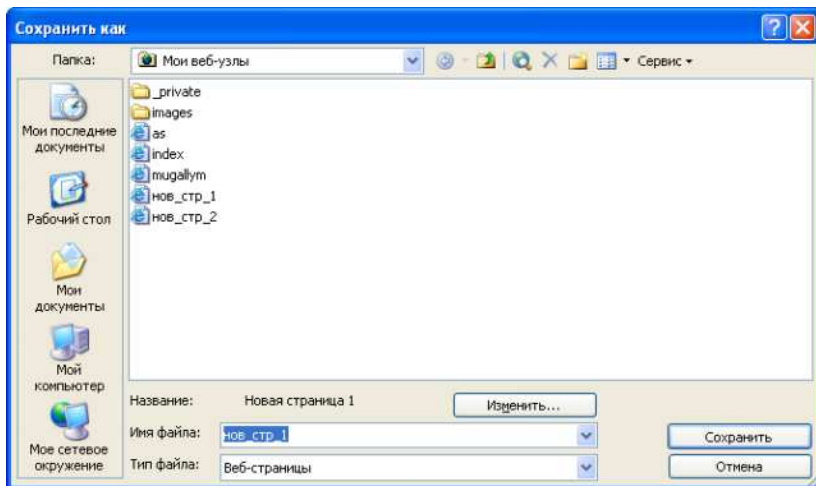 Сохранить как
Папка:
Мои веб-узлы
Сервис
_private
images
as
index
mugallym
нов_стр_1
нов_стр_2
Мои последние
документы
Рабочий стол
Мои
документы
Мой
компьютер
Мое сетевое
окружение
Название:
Новая страница 1
Изменить...
Имя файла:
нов_стр_1
Сохранить
Тип файла:
Веб-страницы
Отмена